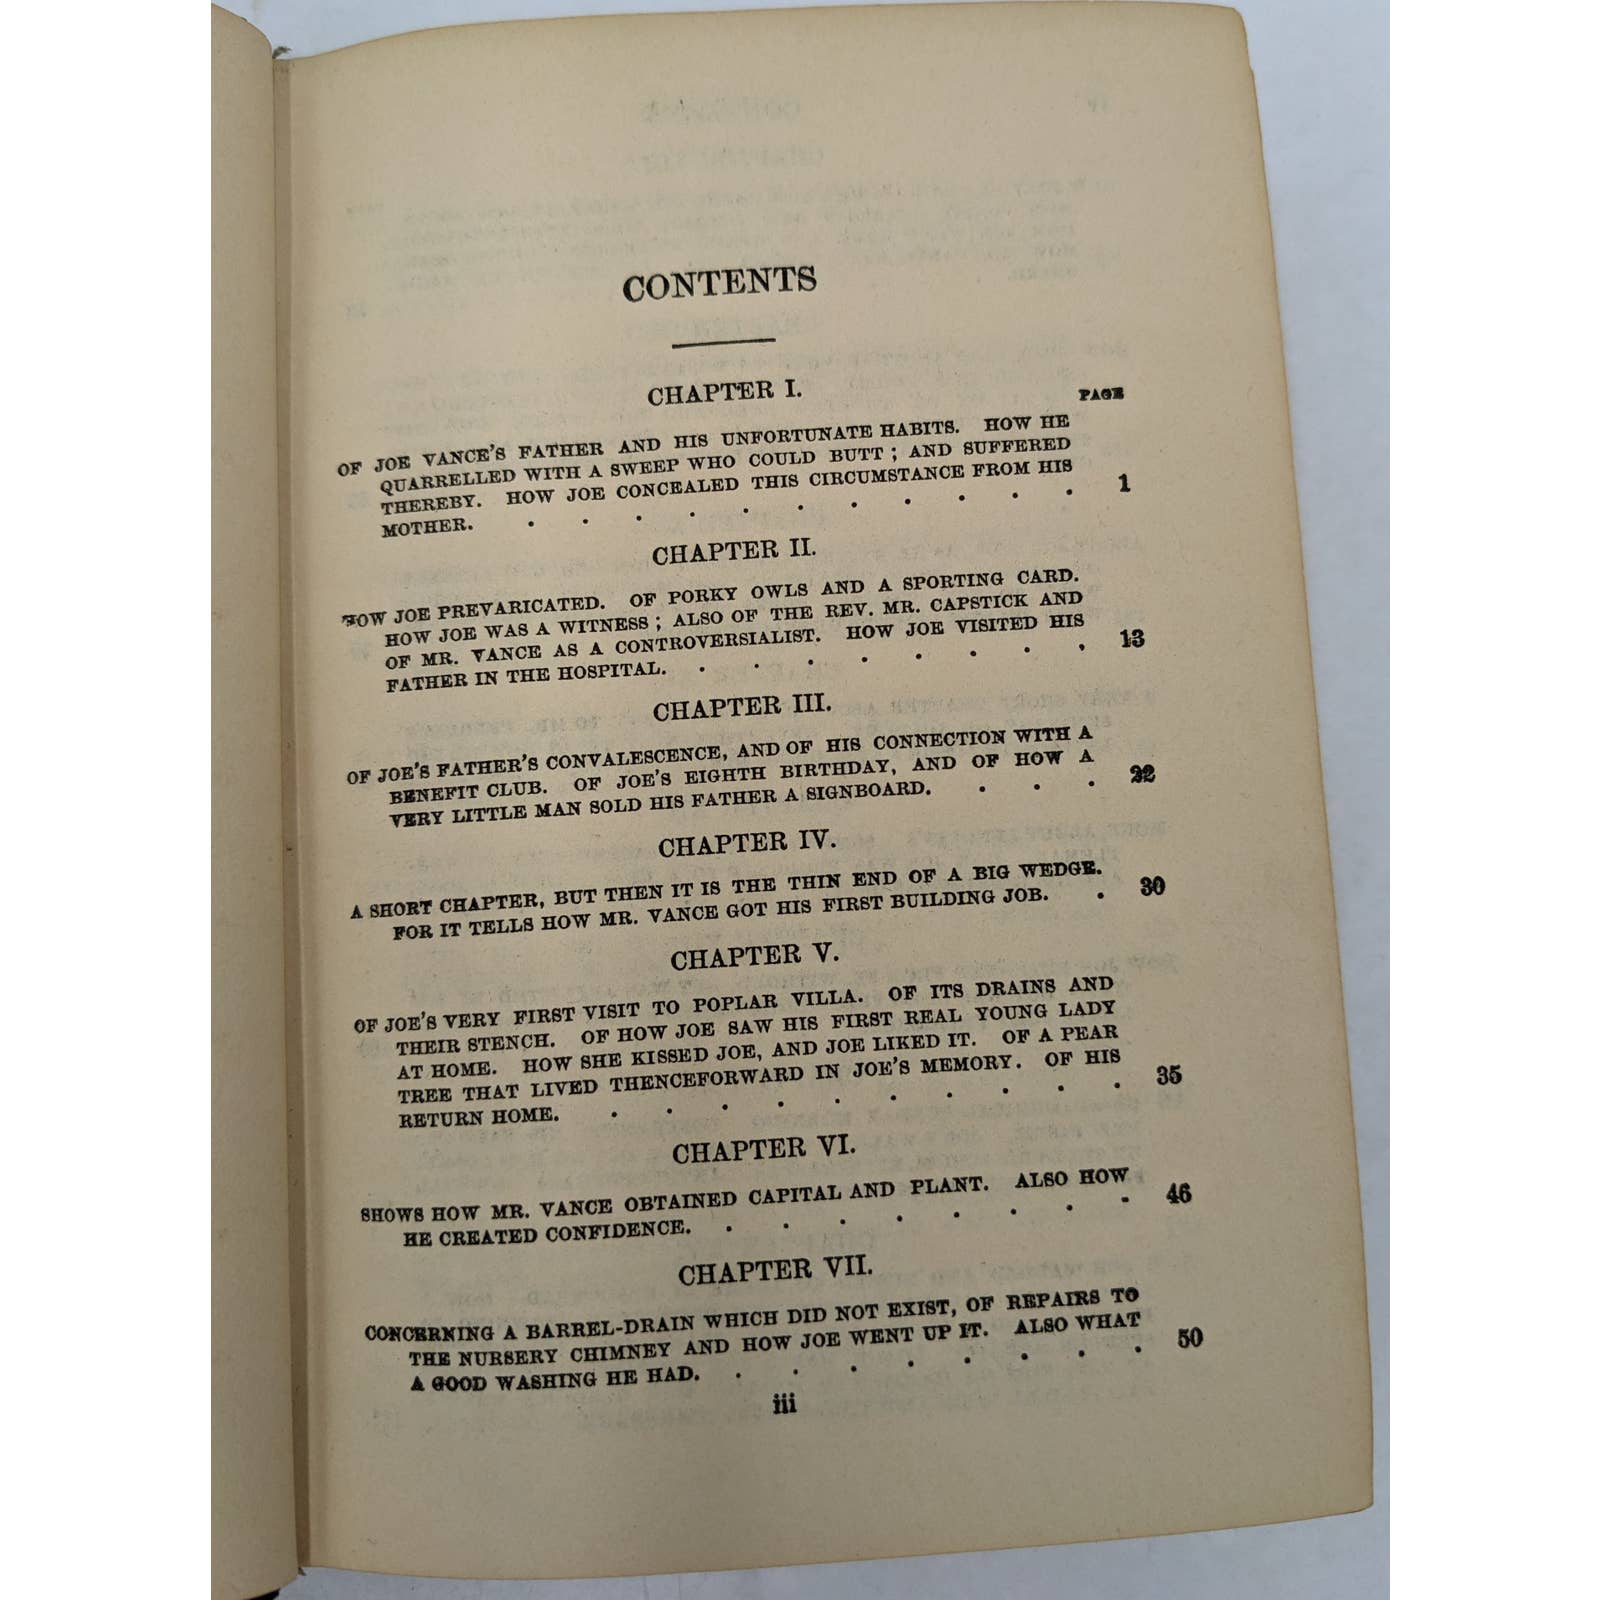 CONTENTS
CHAPTER I.
PAGE
OF JOE VANCE'S FATHER AND HIS UNFORTUNATE HABITS. HOW HE
QUARRELLED WITH A SWEEP WHO COULD BUTT; AND SUFFERED
THEREBY. HOW JOE CONCEALED THIS CIRCUMSTANCE FROM HIS
MOTHER. . . . . . . . . . . . 1
CHAPTER II.
HOW JOE PREVARICATED. OF PORKY OWLS AND A SPORTING CARD.
HOW JOE WAS A WITNESS; ALSO OF THE REV. MR. CAPSTICK AND
OF MR. VANCE AS A CONTROVERSIALIST. HOW JOE VISITED HIS
FATHER IN THE HOSPITAL. . . . . . . . . 13
CHAPTER III.
OF JOE'S FATHER'S CONVALESCENCE, AND OF HIS CONNECTION WITH A
BENEFIT CLUB. OF JOE'S EIGHTH BIRTHDAY, AND OF HOW A
VERY LITTLE MAN SOLD HIS FATHER A SIGNBOARD. . . . 22
CHAPTER IV.
A SHORT CHAPTER, BUT THEN IT IS THE THIN END OF A BIG WEDGE.
FOR IT TELLS HOW MR. VANCE GOT HIS FIRST BUILDING JOB. . 30
CHAPTER V.
OF JOE'S VERY FIRST VISIT TO POPLAR VILLA. OF ITS DRAINS AND
THEIR STENCH. OF HOW JOE SAW HIS FIRST REAL YOUNG LADY
AT HOME. HOW SHE KISSED JOE, AND JOE LIKED IT. OF A PEAR
TREE THAT LIVED THENCEFORWARD IN JOE'S MEMORY. OF HIS
RETURN HOME. . . . . . . . . . . 35
CHAPTER VI.
SHOWS HOW MR. VANCE OBTAINED CAPITAL AND PLANT. ALSO HOW
HE CREATED CONFIDENCE. . . . . . . . . 46
CHAPTER VII.
CONCERNING A BARREL-DRAIN WHICH DID NOT EXIST, OF REPAIRS TO
THE NURSERY CHIMNEY AND HOW JOE WENT UP IT. ALSO WHAT
A GOOD WASHING HE HAD. . . . . . . . . 50
iii